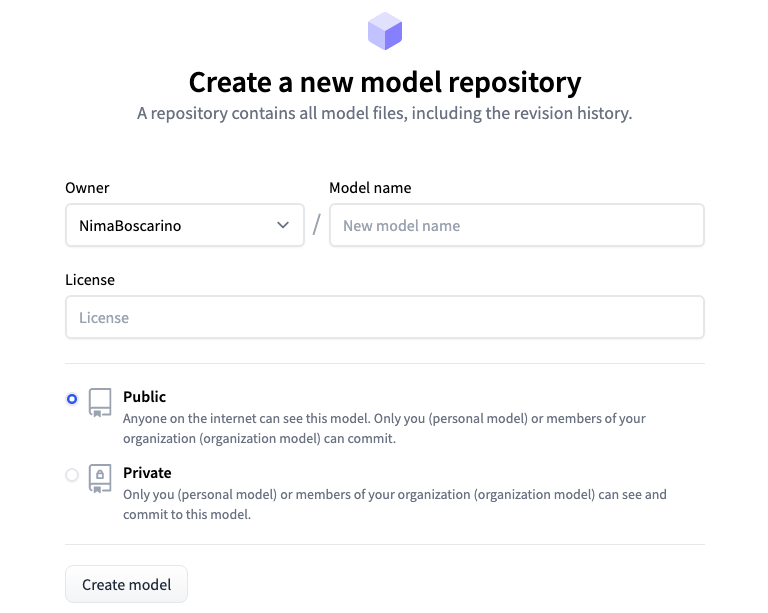 Create a new model repository
A repository contains all model files, including the revision history.
Owner
Model name
NimaBoscarino
/
New model name
License
License
Public
Anyone on the internet can see this model. Only you (personal model) or members of your
organization (organization model) can commit.
Private
Only you (personal model) or members of your organization (organization model) can see and
commit to this model.
Create model